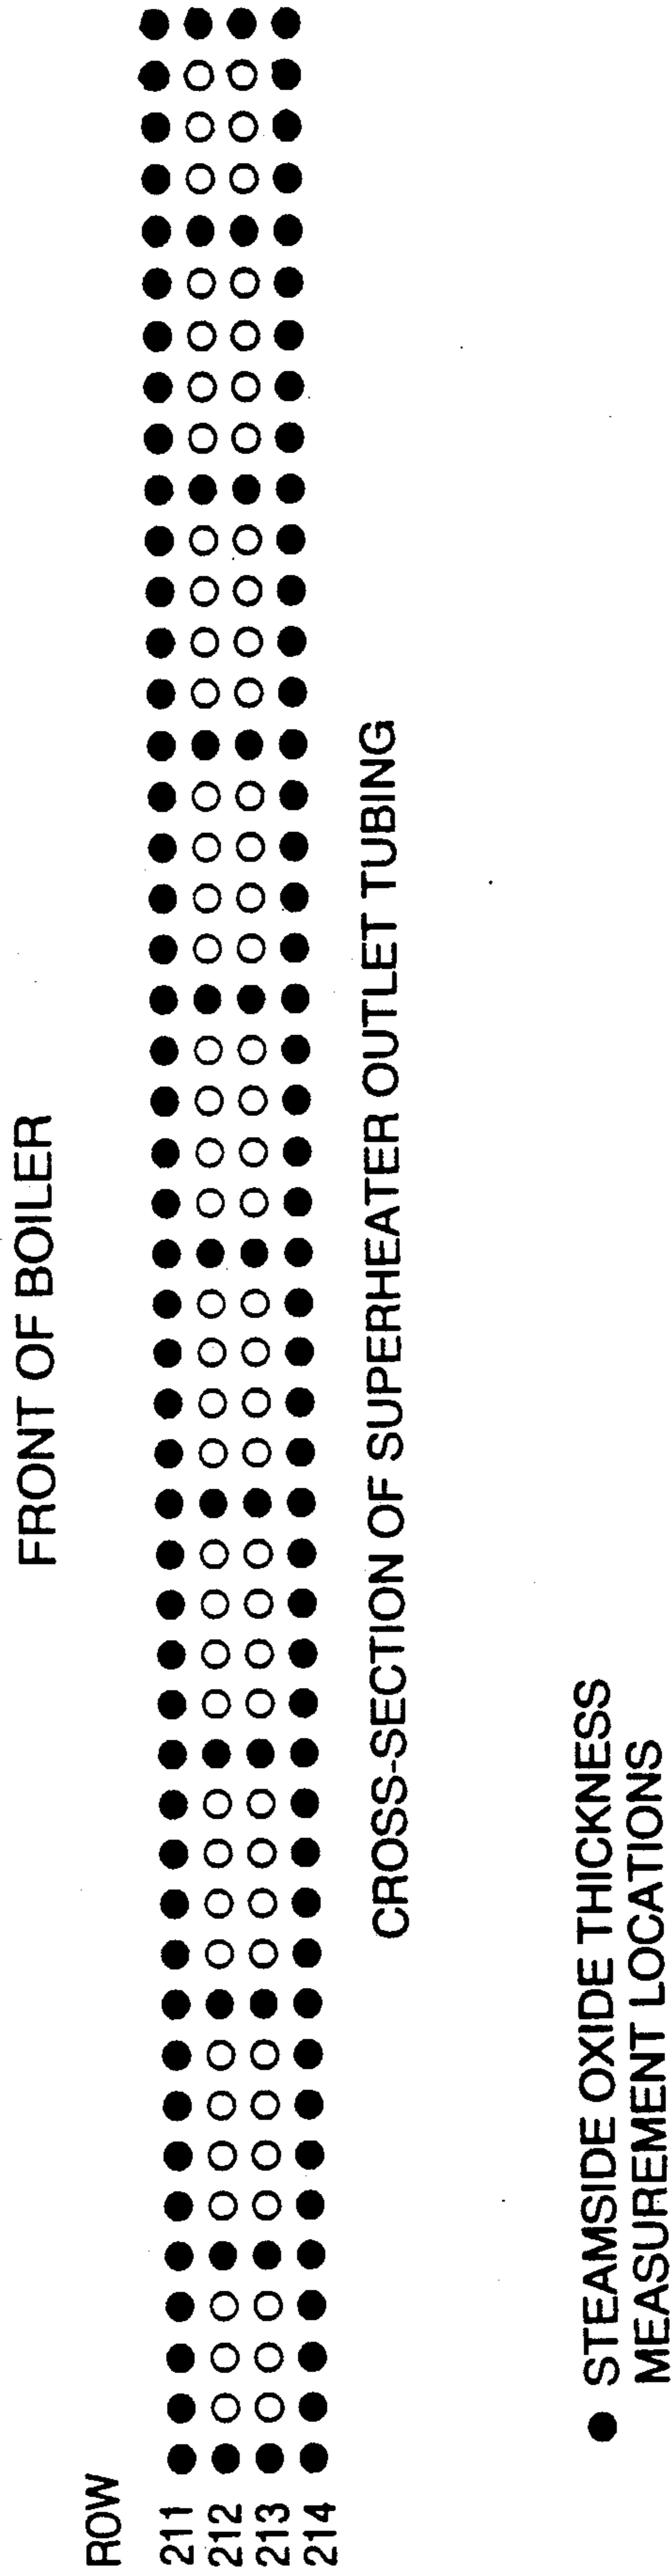 FRONT OF BOILER
ROW
211
212
213
214
CROSS-SECTION OF SUPERHEATER OUTLET TUBING
● STEAMSIDE OXIDE THICKNESS
MEASUREMENT LOCATIONS